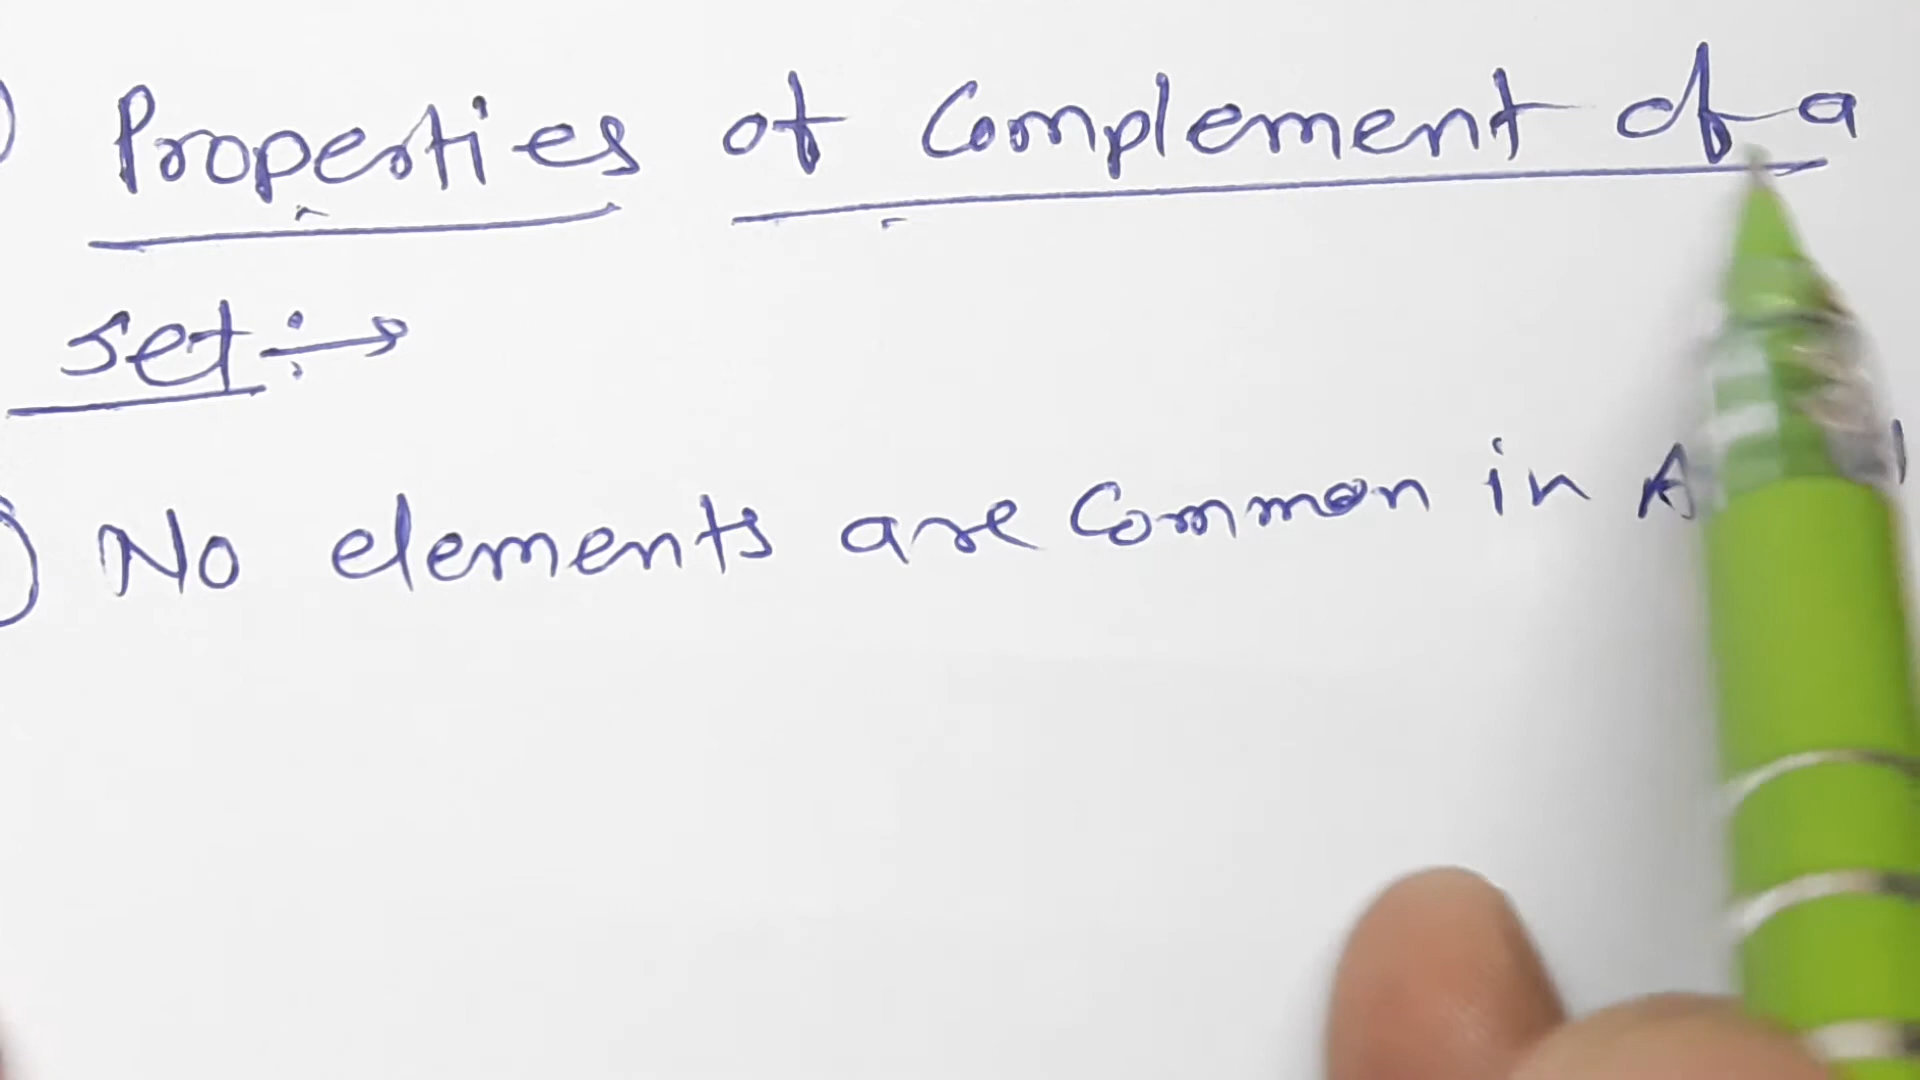 ) Properties of Complement of a
set :→
) No elements are Common in A